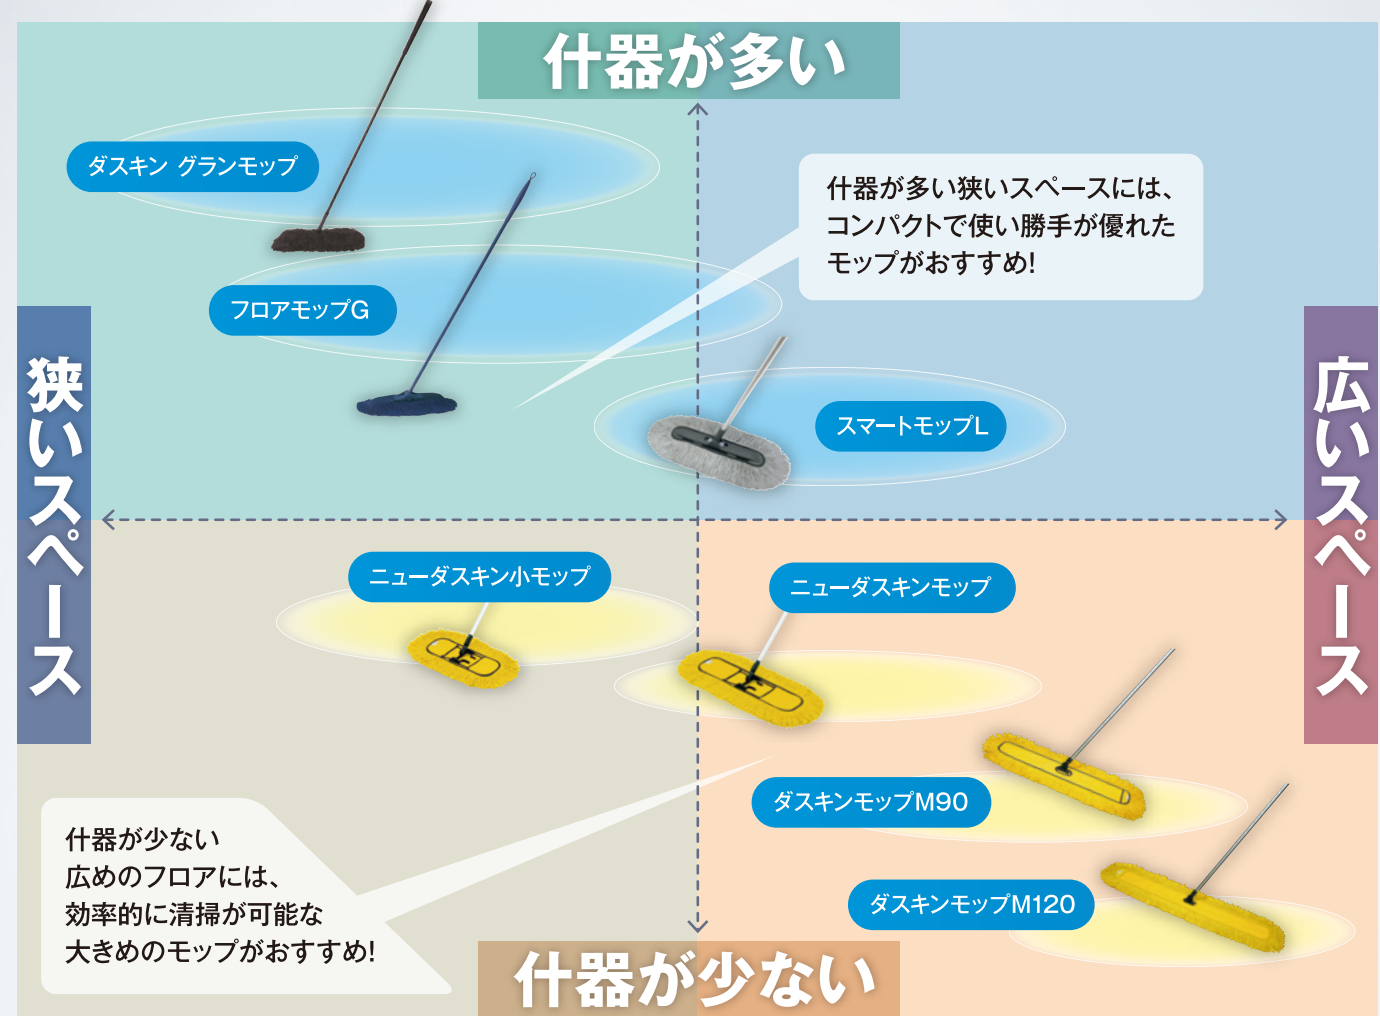 什器が多い
ダスキン グランモップ
什器が多い狭いスペースには、
コンパクトで使い勝手が優れた
モップがおすすめ!
フロアモップG
狭いスペース
広いスペース
スマートモップL
ニューダスキン小モップ
ニューダスキンモップ
ダスキンモップM90
什器が少ない
広めのフロアには、
効率的に清掃が可能な
大きめのモップがおすすめ!
ダスキンモップM120
什器が少ない